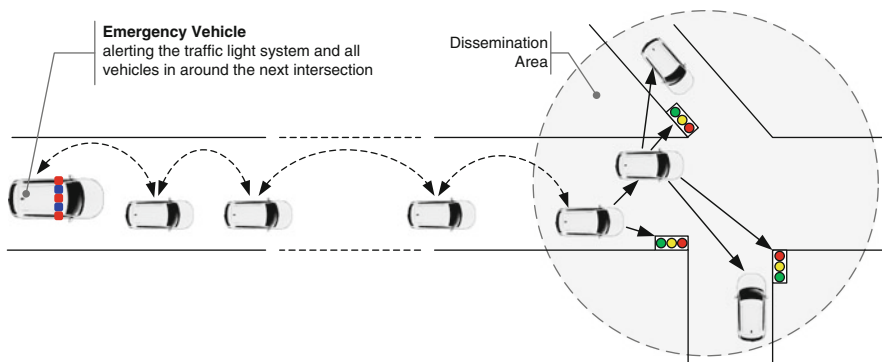 Emergency Vehicle
alerting the traffic light system and all
vehicles in around the next intersection
Dissemination
Area